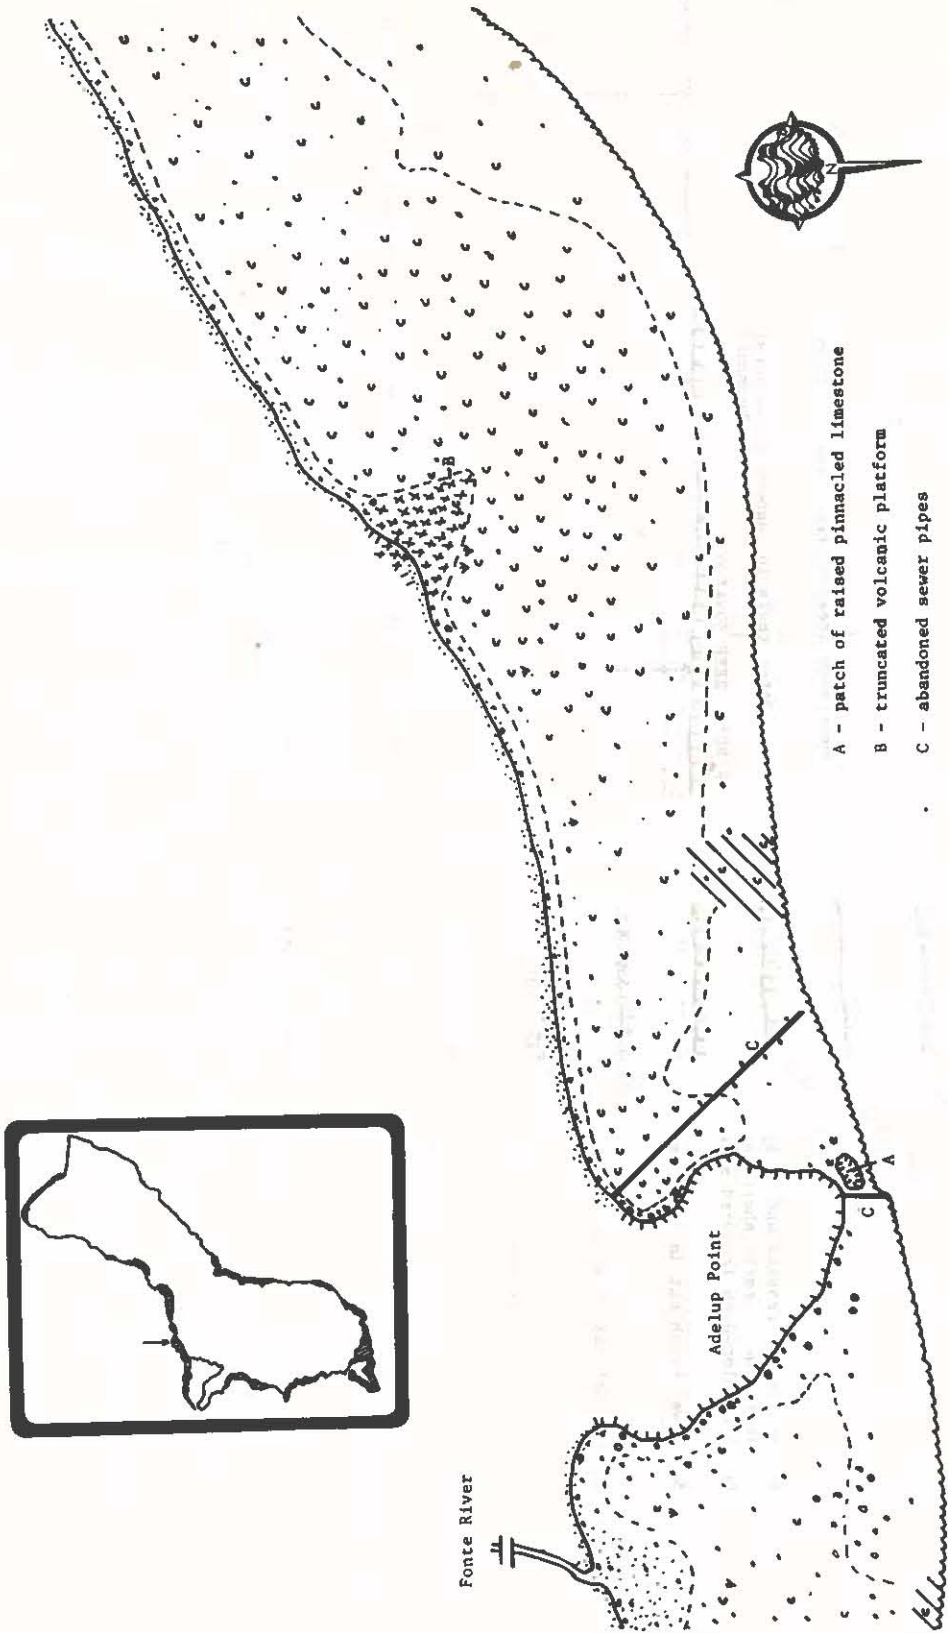 Fonte River
Adelup Point
B
C
C
A
N
A - patch of raised pinnacled limestone
B - truncated volcanic platform
C - abandoned sewer pipes